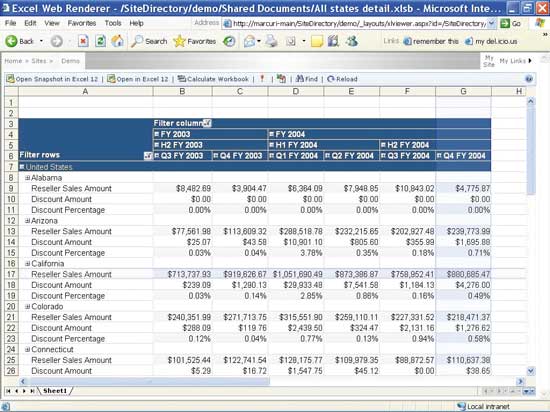 Excel Web Renderer - /SiteDirectory/demo/Shared Documents/All states detail.xlsb - Microsoft Inte...
File Edit View Favorites Tools Help Address http://marcuri-main/SiteDirectory/demo/_layouts/xlviewer.aspx?id=/SiteDirectory/ Go
Back Search Favorites Links remember this my del.icio.us
Home > Sites > Demo My Site My Links
Open Snapshot in Excel 12 Open in Excel 12 Calculate Workbook Find Reload
A B C D E F G H
1
2
3 Filter column
4 FY 2003 FY 2004
5 H2 FY 2003 H1 FY 2004 H2 FY 2004
6 Filter rows Q3 FY 2003 Q4 FY 2003 Q1 FY 2004 Q2 FY 2004 Q3 FY 2004 Q4 FY 2004
7 United States
8 Alabama
9 Reseller Sales Amount $8,482.69 $3,904.47 $6,364.09 $7,948.85 $10,843.02 $4,775.87
10 Discount Amount $0.00 $0.00 $0.00 $0.00 $0.00 $0.00
11 Discount Percentage 0.00% 0.00% 0.00% 0.00% 0.00% 0.00%
12 Arizona
13 Reseller Sales Amount $77,561.98 $113,609.32 $288,518.78 $232,215.65 $202,927.48 $239,773.99
14 Discount Amount $25.07 $43.58 $10,901.10 $805.60 $355.99 $1,695.88
15 Discount Percentage 0.03% 0.04% 3.78% 0.35% 0.18% 0.71%
16 California
17 Reseller Sales Amount $713,737.93 $919,626.67 $1,051,690.49 $873,386.87 $758,952.41 $880,685.47
18 Discount Amount $239.09 $1,290.13 $29,933.48 $7,541.58 $1,184.13 $4,276.00
19 Discount Percentage 0.03% 0.14% 2.85% 0.86% 0.16% 0.49%
20 Colorado
21 Reseller Sales Amount $240,351.99 $271,713.75 $315,551.90 $259,110.11 $227,331.52 $218,471.37
22 Discount Amount $288.09 $119.76 $2,439.50 $324.47 $2,131.16 $1,276.62
23 Discount Percentage 0.12% 0.04% 0.77% 0.13% 0.94% 0.58%
24 Connecticut
25 Reseller Sales Amount $101,525.44 $122,741.54 $128,175.77 $109,979.35 $88,872.57 $110,637.38
26 Discount Amount $5.29 $16.72 $1,547.75 $45.12 $0.00 $38.65
Sheet1
Local intranet